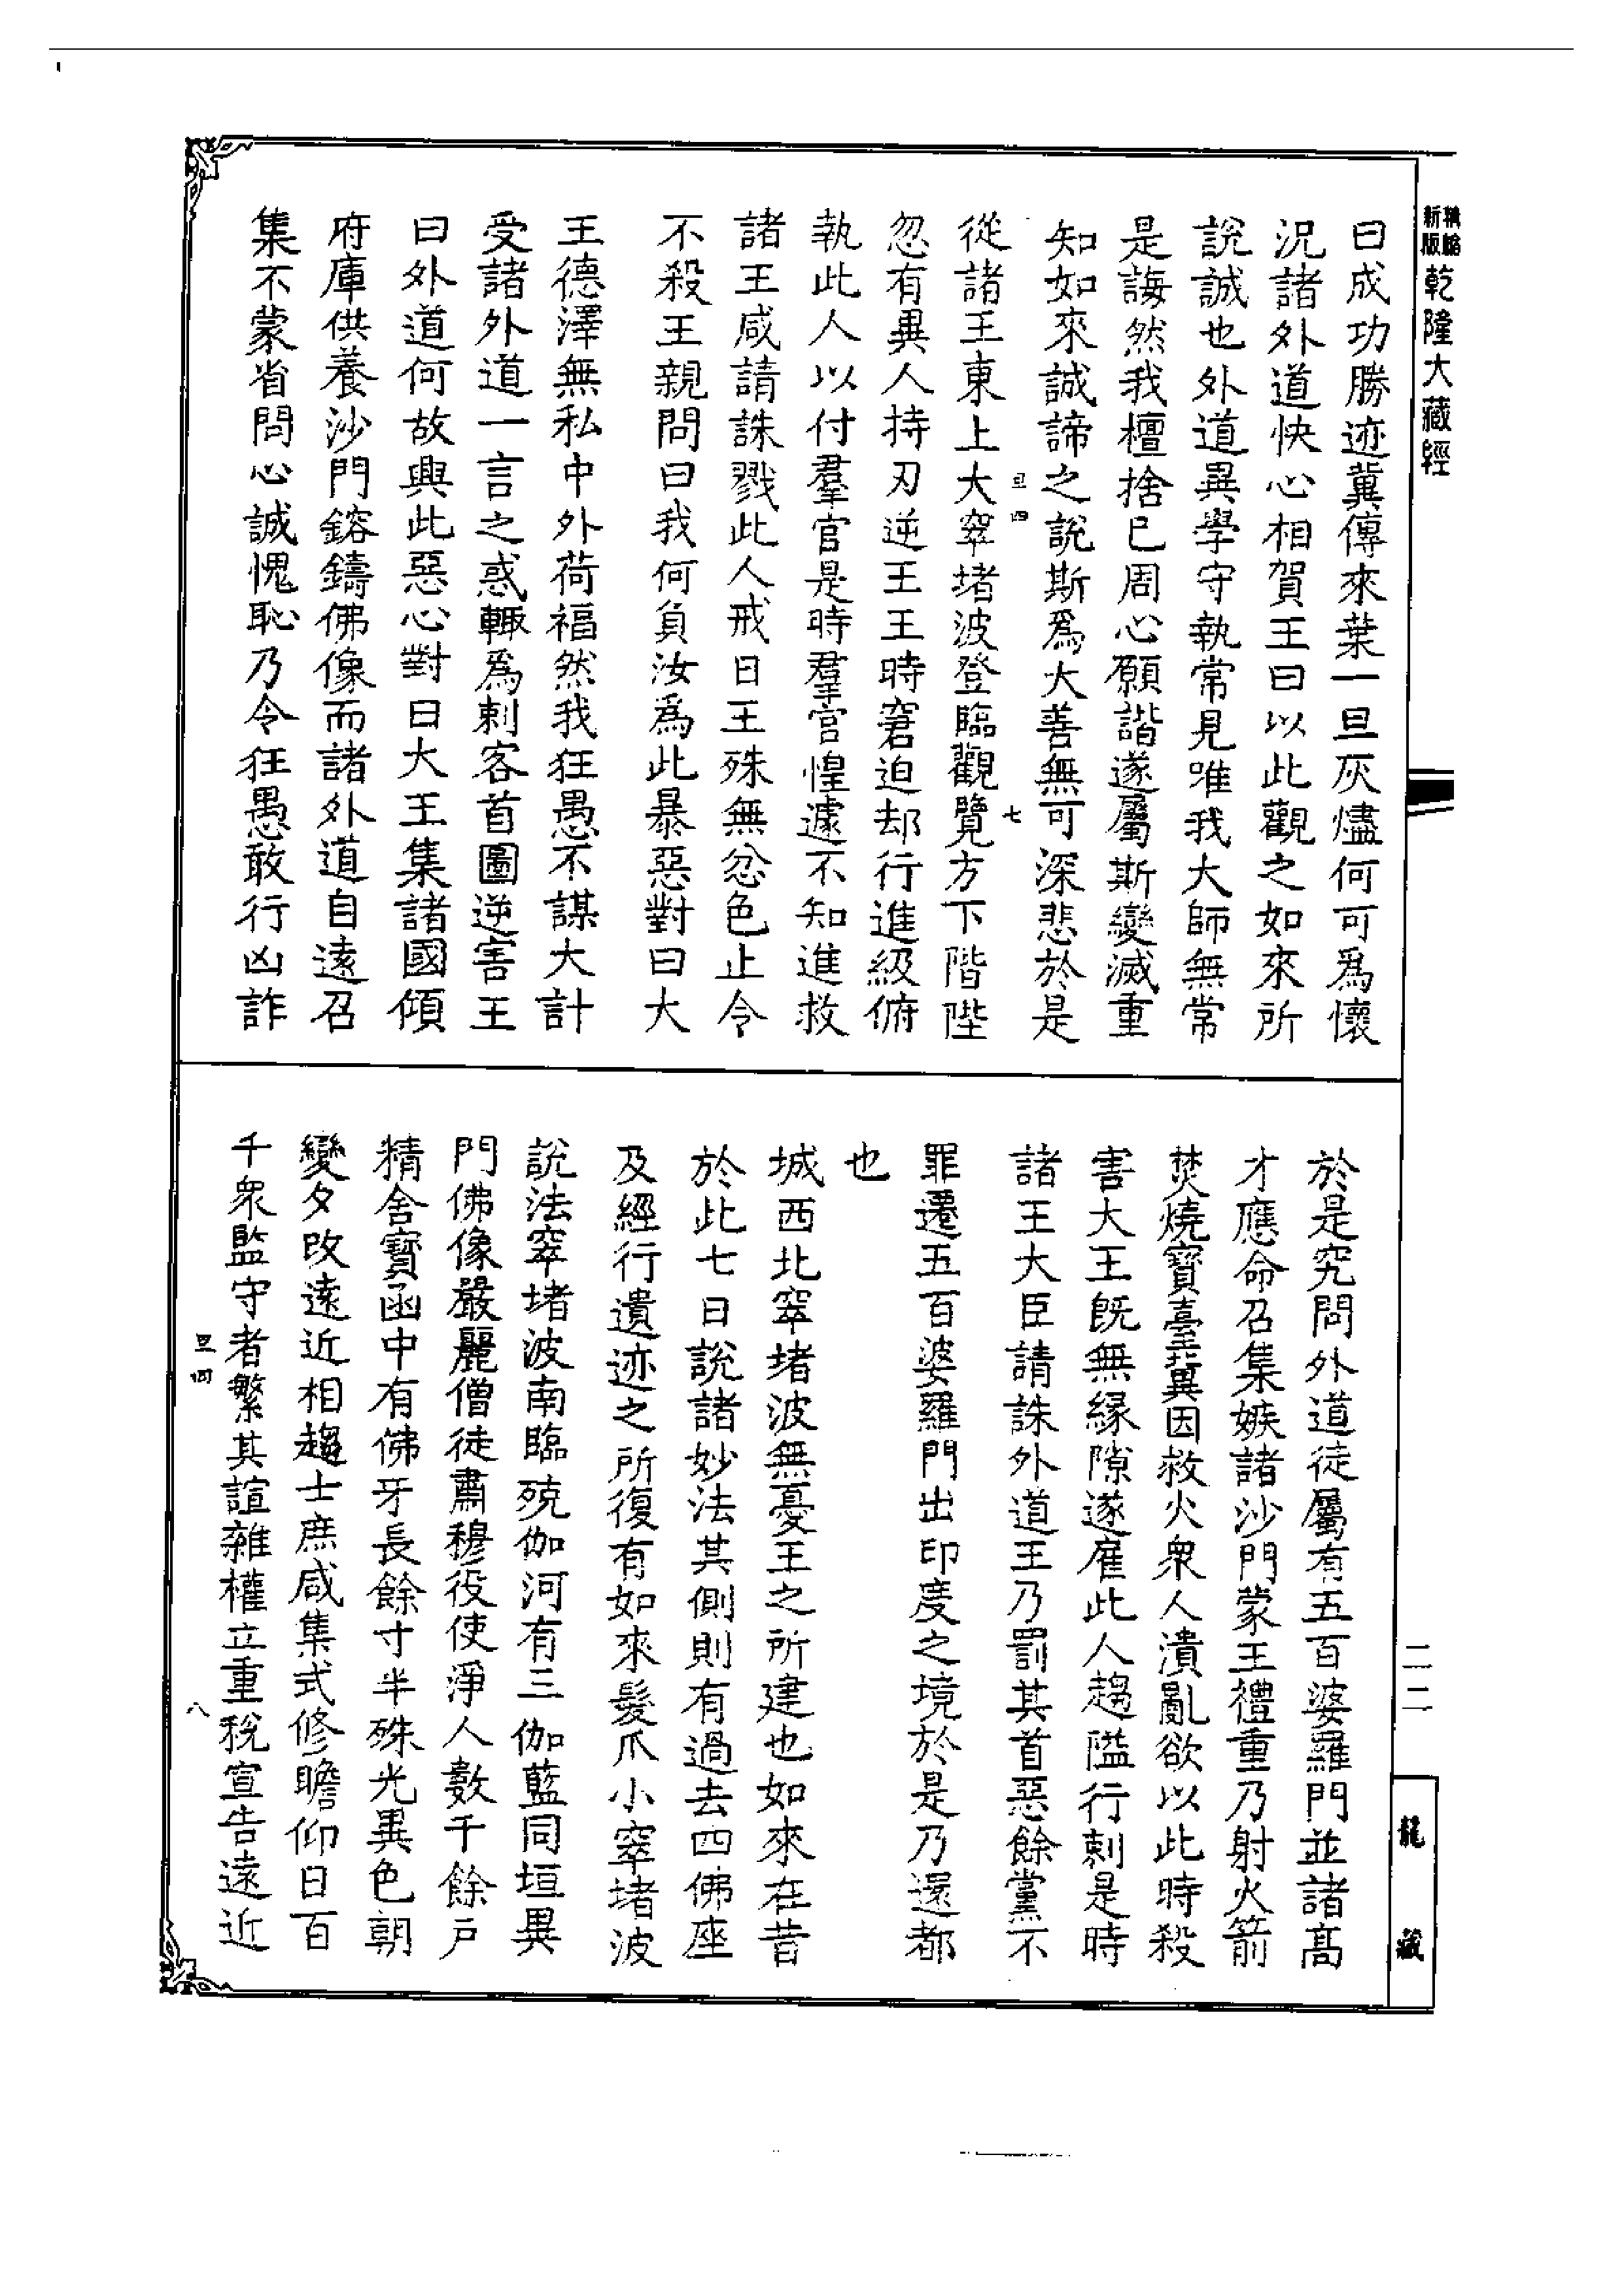 新版
乾隆大藏經
曰成功勝迹冀傳來葉一旦灰燼何可爲懷
況諸外道快心相賀王曰以此觀之如來所
說誠也外道異學守執常見唯我大師無常
是誨然我檀捨已周心願諧遂屬斯變滅重
知如來誠諦之說斯爲大善無可深悲於是
旦四
七
從諸王東上大窣堵波登臨觀覽方下階陛
忽有異人持刃逆王王時窘迫却行進級俯
執此人以付羣官是時羣官惶遽不知進救
諸王咸請誅戮此人戒日王殊無忿色止令
不殺王親問曰我何負汝爲此暴惡對曰大
王德澤無私中外荷福然我狂愚不謀大計
受諸外道一言之惑輒爲刺客首圖逆害王
曰外道何故興此惡心對曰大王集諸國傾
府庫供養沙門鎔鑄佛像而諸外道自遠召
集不蒙省問心誠愧恥乃令狂愚敢行凶詐
於是究問外道徒屬有五百婆羅門並諸高
才應命召集嫉諸沙門蒙王禮重乃射火箭
焚燒寶臺冀因救火衆人潰亂欲以此時殺
害大王既無緣隙遂雇此人趨隘行刺是時
諸王大臣請誅外道王乃罰其首惡餘黨不
罪遷五百婆羅門出印度之境於是乃還都
也
城西北窣堵波無憂王之所建也如來在昔
於此七日說諸妙法其側則有過去四佛座
及經行遺迹之所復有如來髮爪小窣堵波
說法窣堵波南臨殑伽河有三伽藍同垣異
門佛像嚴麗僧徒肅穆役使淨人數千餘戶
精舍寶函中有佛牙長餘寸半殊光異色朝
變夕改遠近相趨士庶咸集式修瞻仰日百
千衆監守者繁其諠雜權立重稅宣告遠近
旦四
八
二二
龍藏